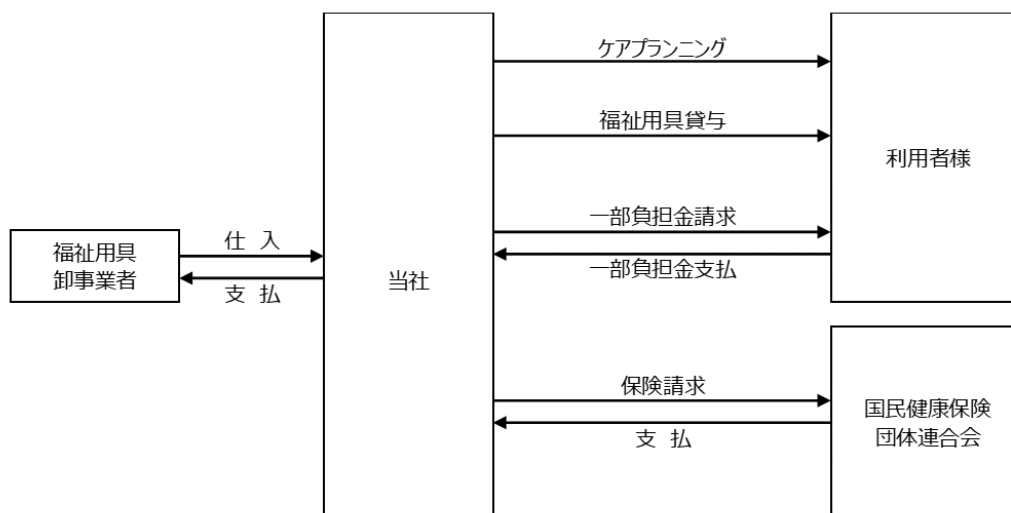 ケアプランニング
福祉用具貸与
利用者様
一部負担金請求
一部負担金支払
福祉用具
卸事業者
仕 入
支 払
当社
保険請求
支 払
国民健康保険
団体連合会